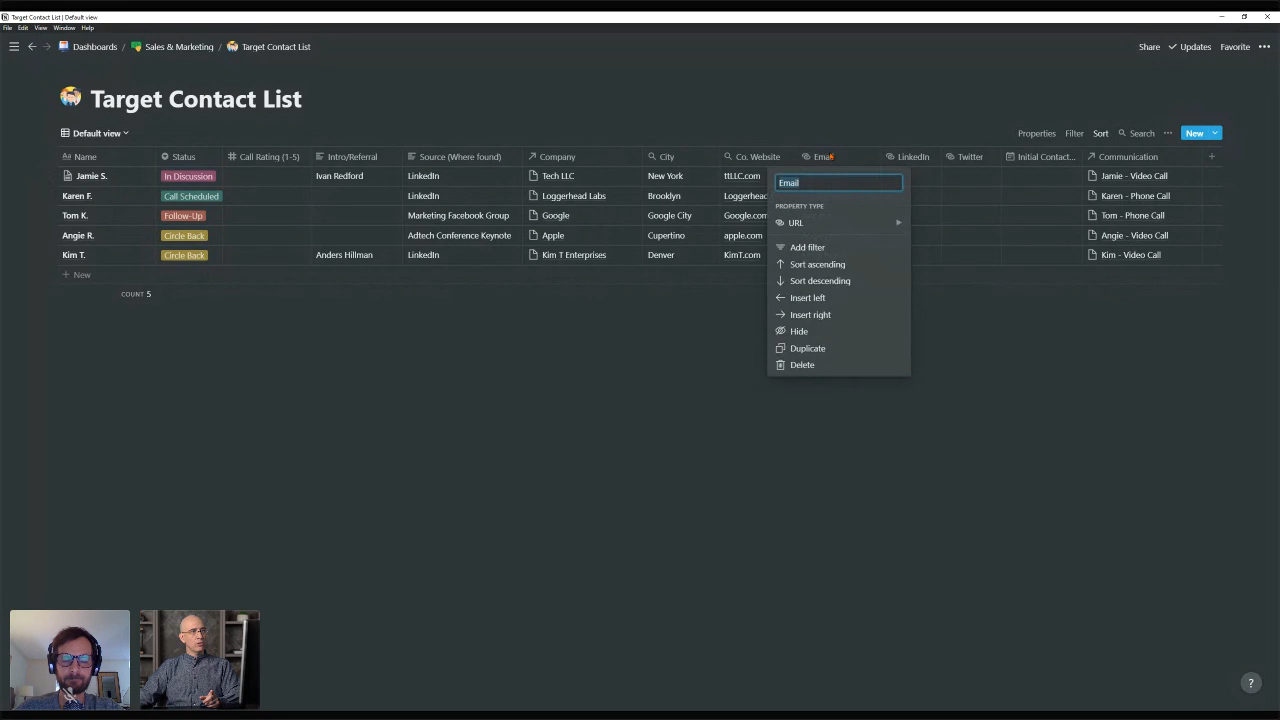 Target Contact List | Default view
File Edit View Window Help
Dashboards / Sales & Marketing / Target Contact List
Share Updates Favorite
Target Contact List
Default view
Properties Filter Sort Search New
Name Status Call Rating (1-5) Intro/Referral Source (Where found) Company City Co. Website Email LinkedIn Twitter Initial Contact... Communication
Jamie S. In Discussion Ivan Redford LinkedIn Tech LLC New York ttLLC.com Jamie - Video Call
Karen F. Call Scheduled LinkedIn Loggerhead Labs Brooklyn Loggerhead Karen - Phone Call
Tom K. Follow-Up Marketing Facebook Group Google Google City Google.com Tom - Phone Call
Angie R. Circle Back Adtech Conference Keynote Apple Cupertino apple.com Angie - Video Call
Kim T. Circle Back Anders Hillman LinkedIn Kim T Enterprises Denver KimT.com Kim - Video Call
+ New
COUNT 5
Email
PROPERTY TYPE
URL
Add filter
Sort ascending
Sort descending
Insert left
Insert right
Hide
Duplicate
Delete
?